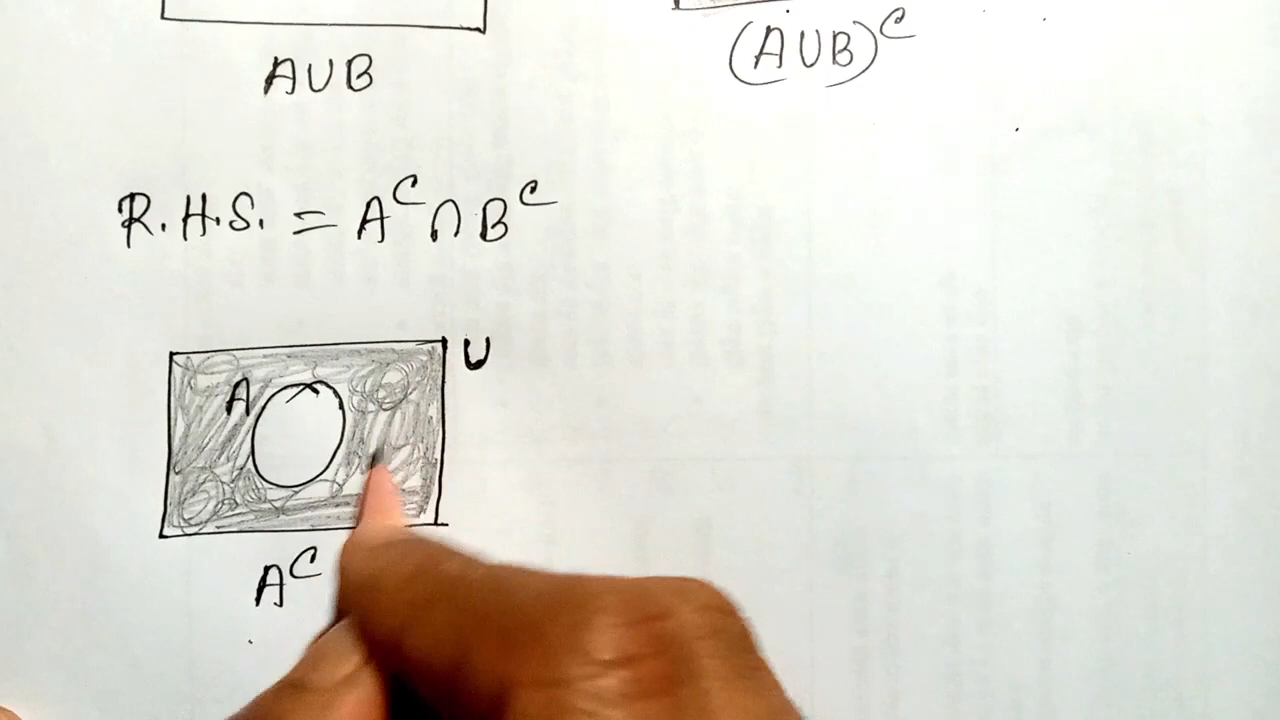 A∪B
(A∪B)ᶜ
R.H.S. = Aᶜ∩Bᶜ
U
A
Aᶜ